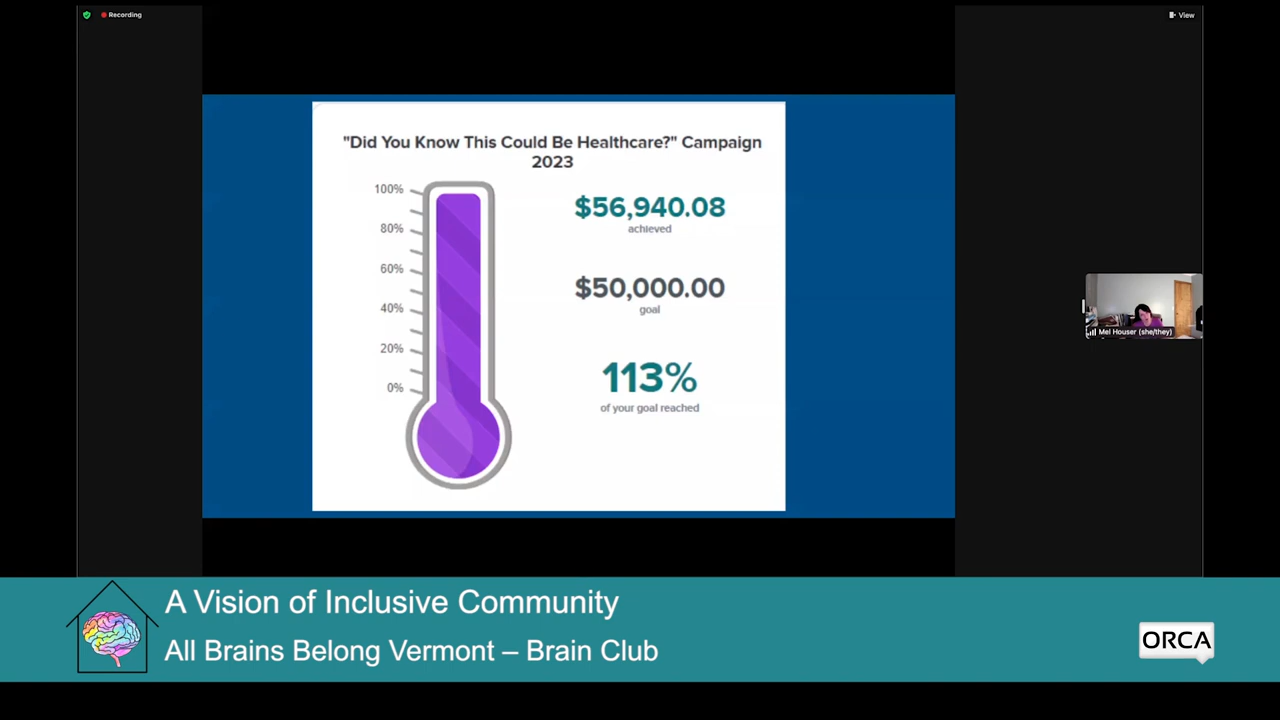 Recording
View
"Did You Know This Could Be Healthcare?" Campaign
2023
100%
80%
60%
40%
20%
0%
$56,940.08
achieved
$50,000.00
goal
113%
of your goal reached
Mel Houser (she/they)
A Vision of Inclusive Community
All Brains Belong Vermont – Brain Club
ORCA